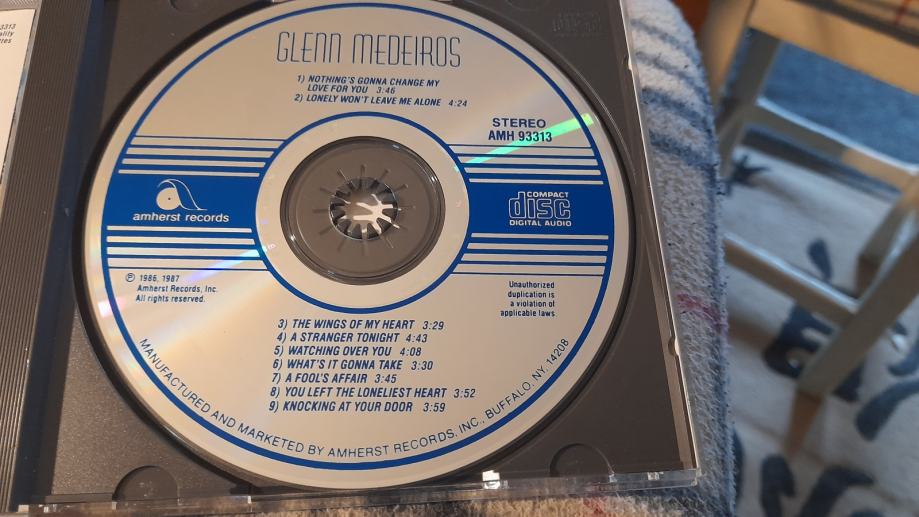 3313
GLENN MEDEIROS
1) NOTHING'S GONNA CHANGE MY
LOVE FOR YOU 3:46
2) LONELY WON'T LEAVE ME ALONE 4:24
STEREO
AMH 93313
amherst records
COMPACT
disc
DIGITAL AUDIO
℗ 1986, 1987
Amherst Records, Inc.
All rights reserved.
Unauthorized
duplication is
a violation of
applicable laws.
3) THE WINGS OF MY HEART 3:29
4) A STRANGER TONIGHT 4:43
5) WATCHING OVER YOU 4:08
6) WHAT'S IT GONNA TAKE 3:30
7) A FOOL'S AFFAIR 3:45
8) YOU LEFT THE LONELIEST HEART 3:52
9) KNOCKING AT YOUR DOOR 3:59
MANUFACTURED AND MARKETED BY AMHERST RECORDS, INC., BUFFALO, NY. 14208